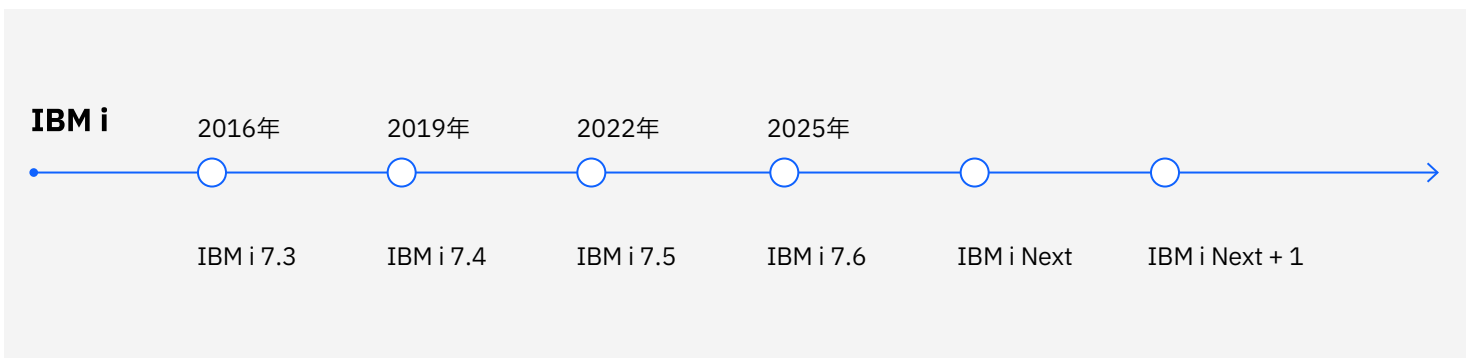 IBM i
2016年 2019年 2022年 2025年
IBM i 7.3 IBM i 7.4 IBM i 7.5 IBM i 7.6 IBM i Next IBM i Next + 1